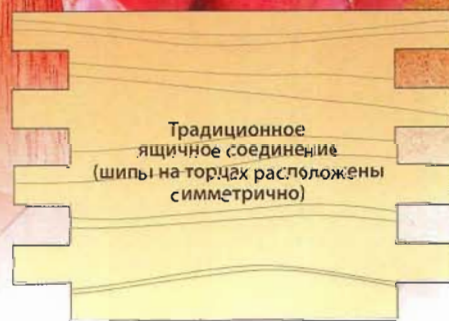 Традиционное
ящичное соединение
(шипы на торцах расположены
симметрично)